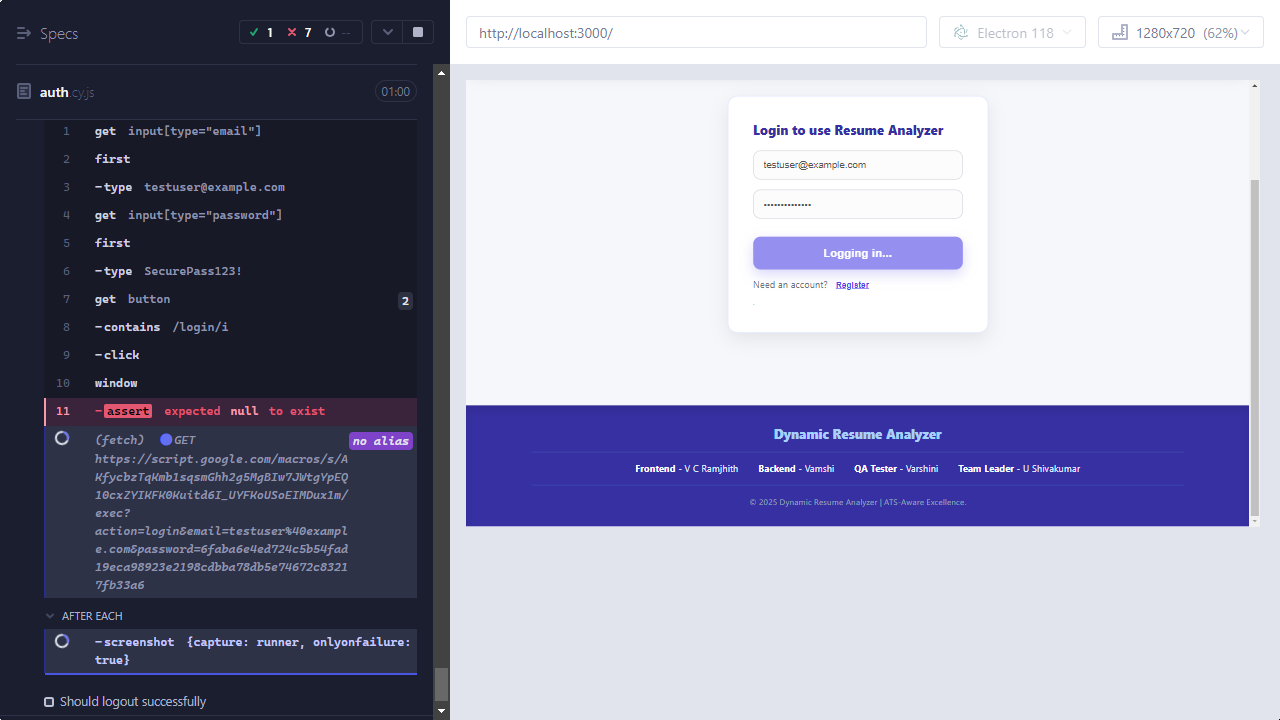 Specs
1
7
--
auth.cy.js
01:00
1 get input[type="email"]
2 first
3 -type testuser@example.com
4 get input[type="password"]
5 first
6 -type SecurePass123!
7 get button 2
8 -contains /login/i
9 -click
10 window
11 -assert expected null to exist
(fetch) GET no alias
https://script.google.com/macros/s/A
KfycbzTqKmb1sqsmGhh2g5MgBIw7JWtgYpEQ
10cxZYIKFK0Kuitd6I_UYFKoUSoEIMDux1m/
exec?
action=login&email=testuser%40exampl
e.com&password=6faba6e4ed724c5b54fad
19eca98923e2198cdbba78db5e74672c8321
7fb33a6
AFTER EACH
-screenshot {capture: runner, onlyonfailure:
true}
Should logout successfully
http://localhost:3000/
Electron 118
1280x720 (62%)
Login to use Resume Analyzer
testuser@example.com
••••••••••••••
Logging in...
Need an account? Register
.
Dynamic Resume Analyzer
Frontend - V C Ramjhith Backend - Vamshi QA Tester - Varshini Team Leader - U Shivakumar
© 2025 Dynamic Resume Analyzer | ATS-Aware Excellence.